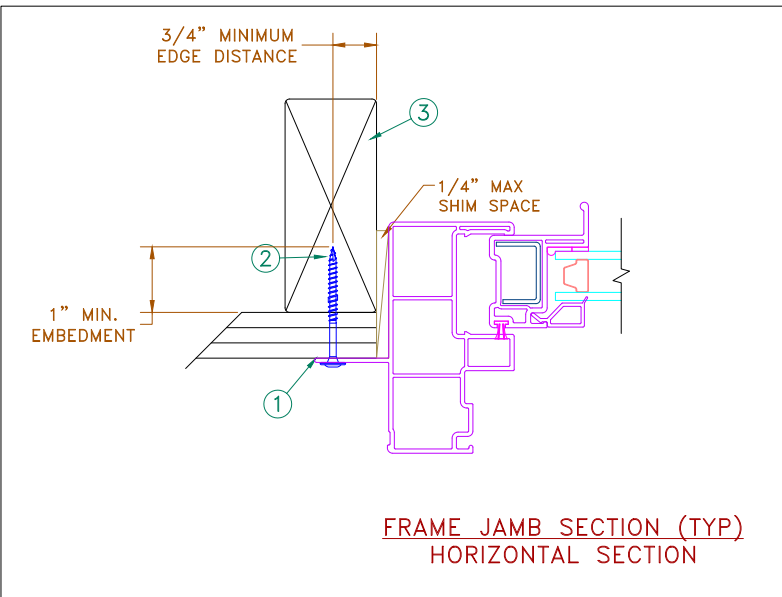 3/4” MINIMUM
EDGE DISTANCE
3
1/4” MAX
SHIM SPACE
2
1” MIN.
EMBEDMENT
1
FRAME JAMB SECTION (TYP)
HORIZONTAL SECTION